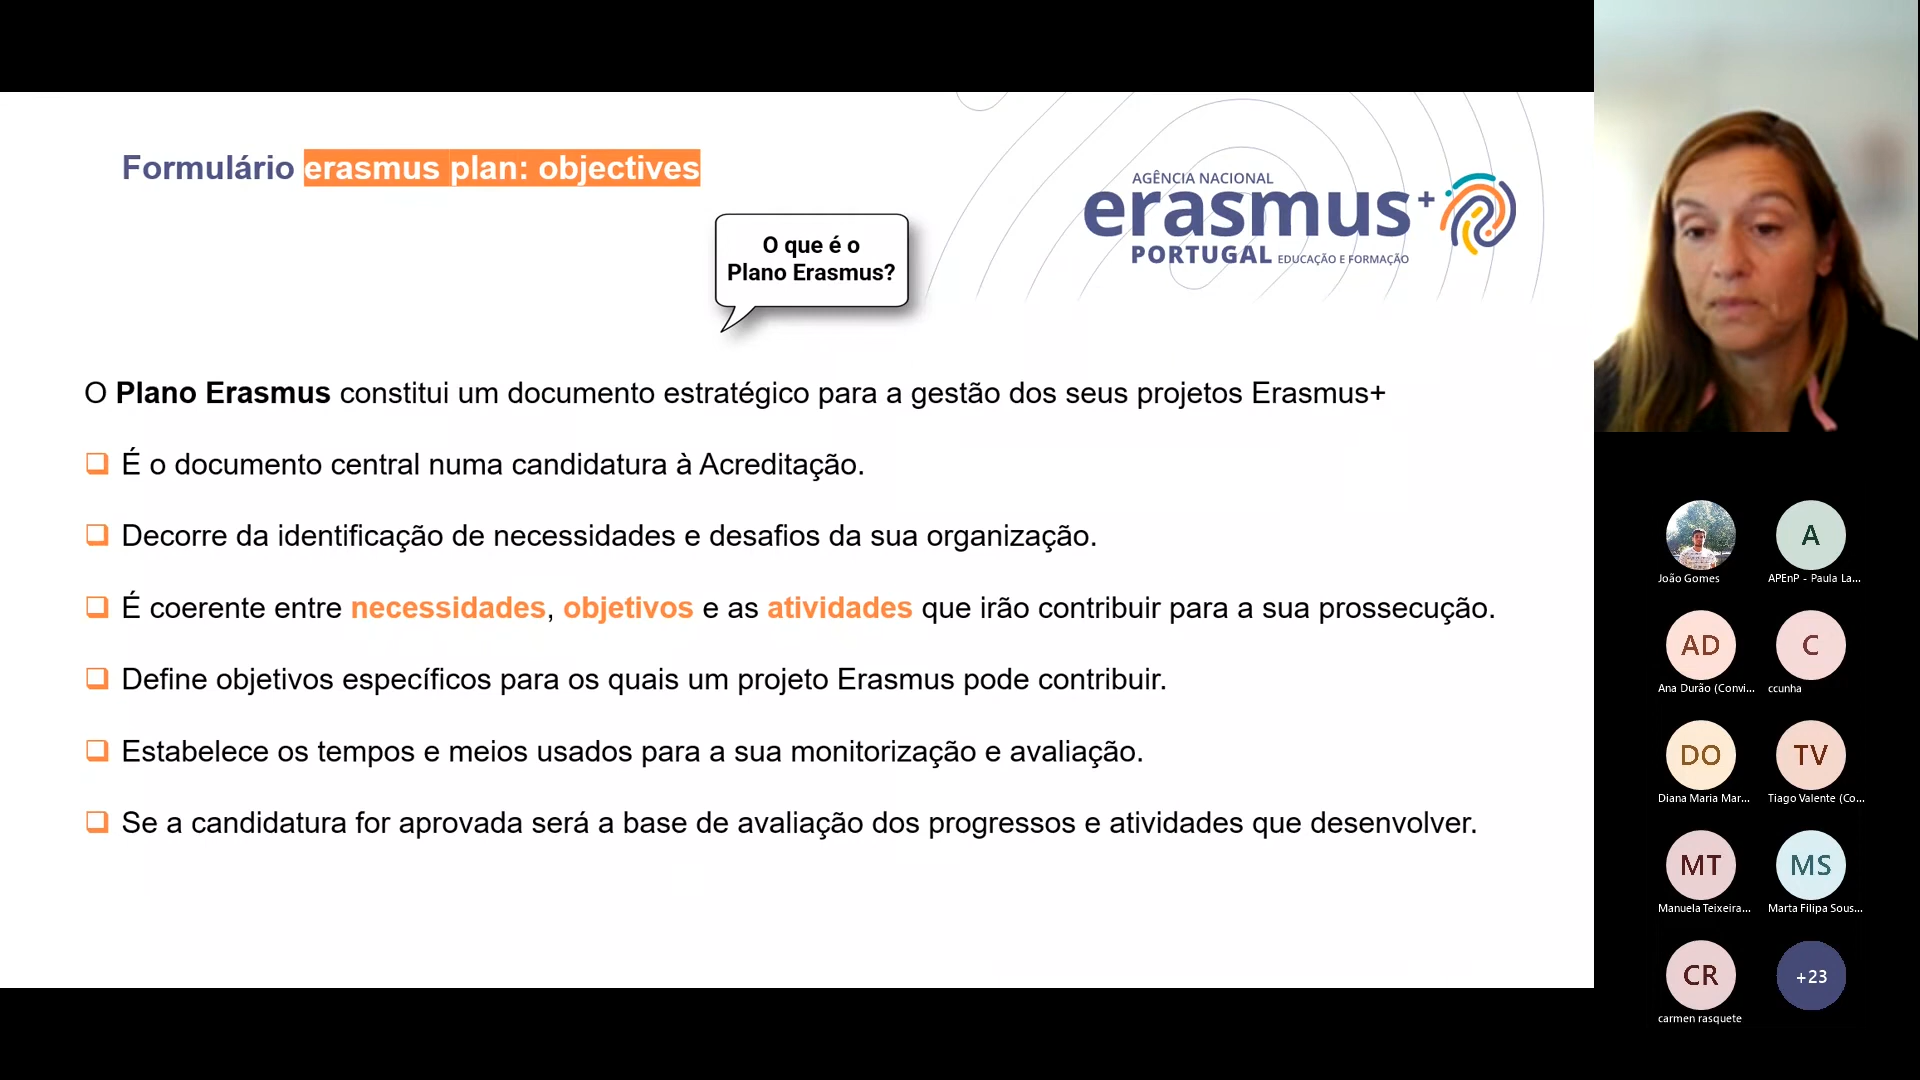 Formulário erasmus plan: objectives
AGÊNCIA NACIONAL
erasmus+
PORTUGAL EDUCAÇÃO E FORMAÇÃO
O que é o
Plano Erasmus?
O Plano Erasmus constitui um documento estratégico para a gestão dos seus projetos Erasmus+
É o documento central numa candidatura à Acreditação.
Decorre da identificação de necessidades e desafios da sua organização.
É coerente entre necessidades, objetivos e as atividades que irão contribuir para a sua prossecução.
Define objetivos específicos para os quais um projeto Erasmus pode contribuir.
Estabelece os tempos e meios usados para a sua monitorização e avaliação.
Se a candidatura for aprovada será a base de avaliação dos progressos e atividades que desenvolver.
João Gomes
A
APEnP - Paula La...
AD
Ana Durão (Convi...
C
ccunha
DO
Diana Maria Mar...
TV
Tiago Valente (Co...
MT
Manuela Teixeira...
MS
Marta Filipa Sous...
CR
carmen rasquete
+23